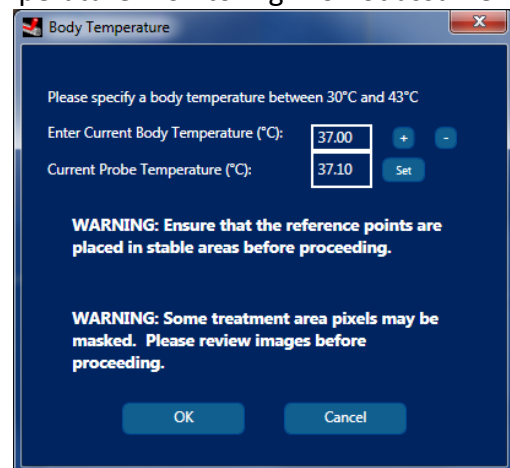 Body Temperature
x
Please specify a body temperature between 30°C and 43°C
Enter Current Body Temperature (°C): 37.00 + -
Current Probe Temperature (°C): 37.10 Set
WARNING: Ensure that the reference points are
placed in stable areas before proceeding.
WARNING: Some treatment area pixels may be
masked. Please review images before
proceeding.
OK Cancel